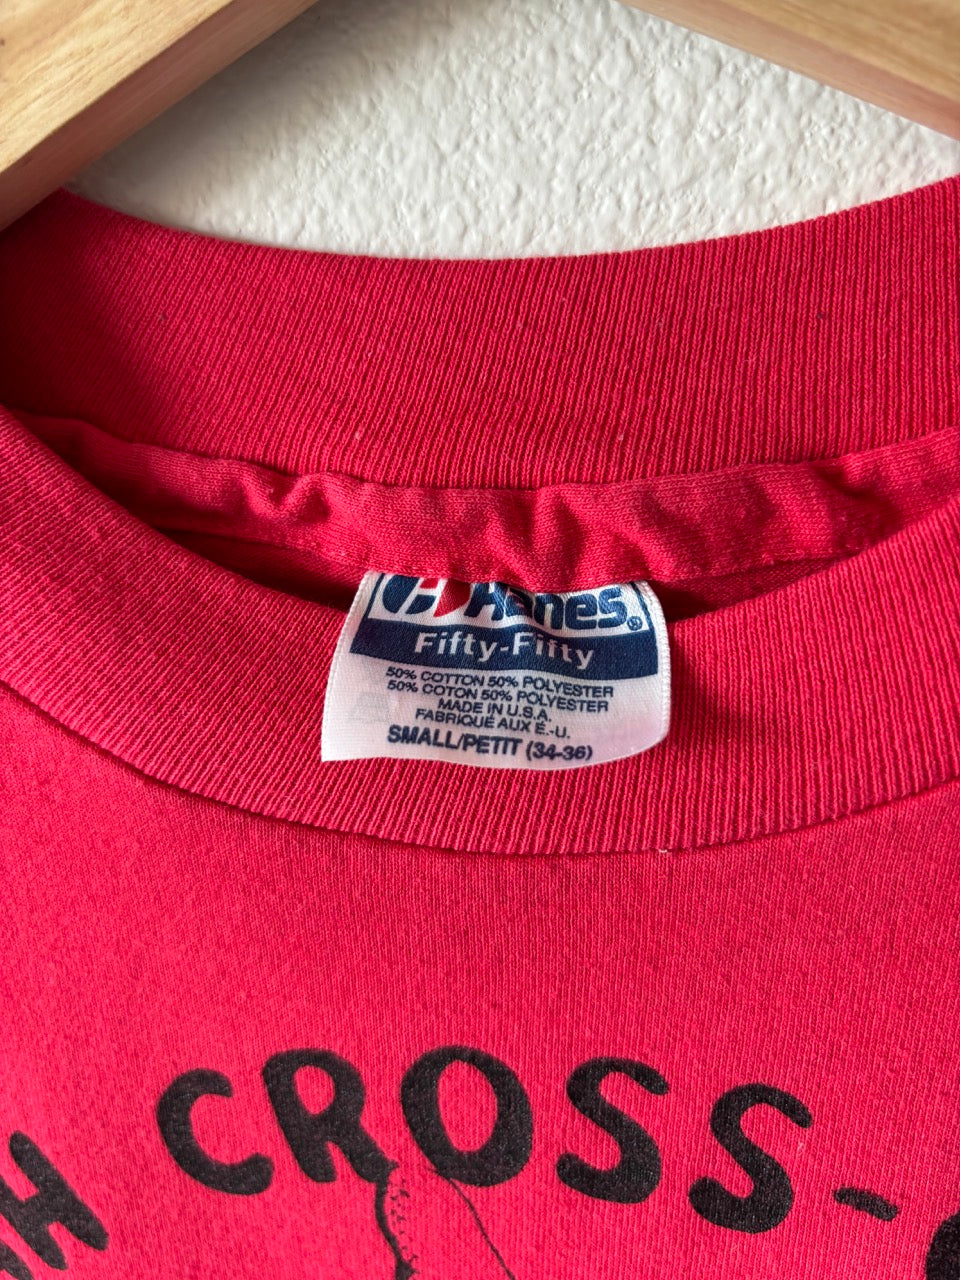 Hanes®
Fifty-Fifty
50% COTTON 50% POLYESTER
50% COTON 50% POLYESTER
MADE IN U.S.A.
FABRIQUÉ AUX É.-U.
SMALL/PETIT (34-36)
CROSS-